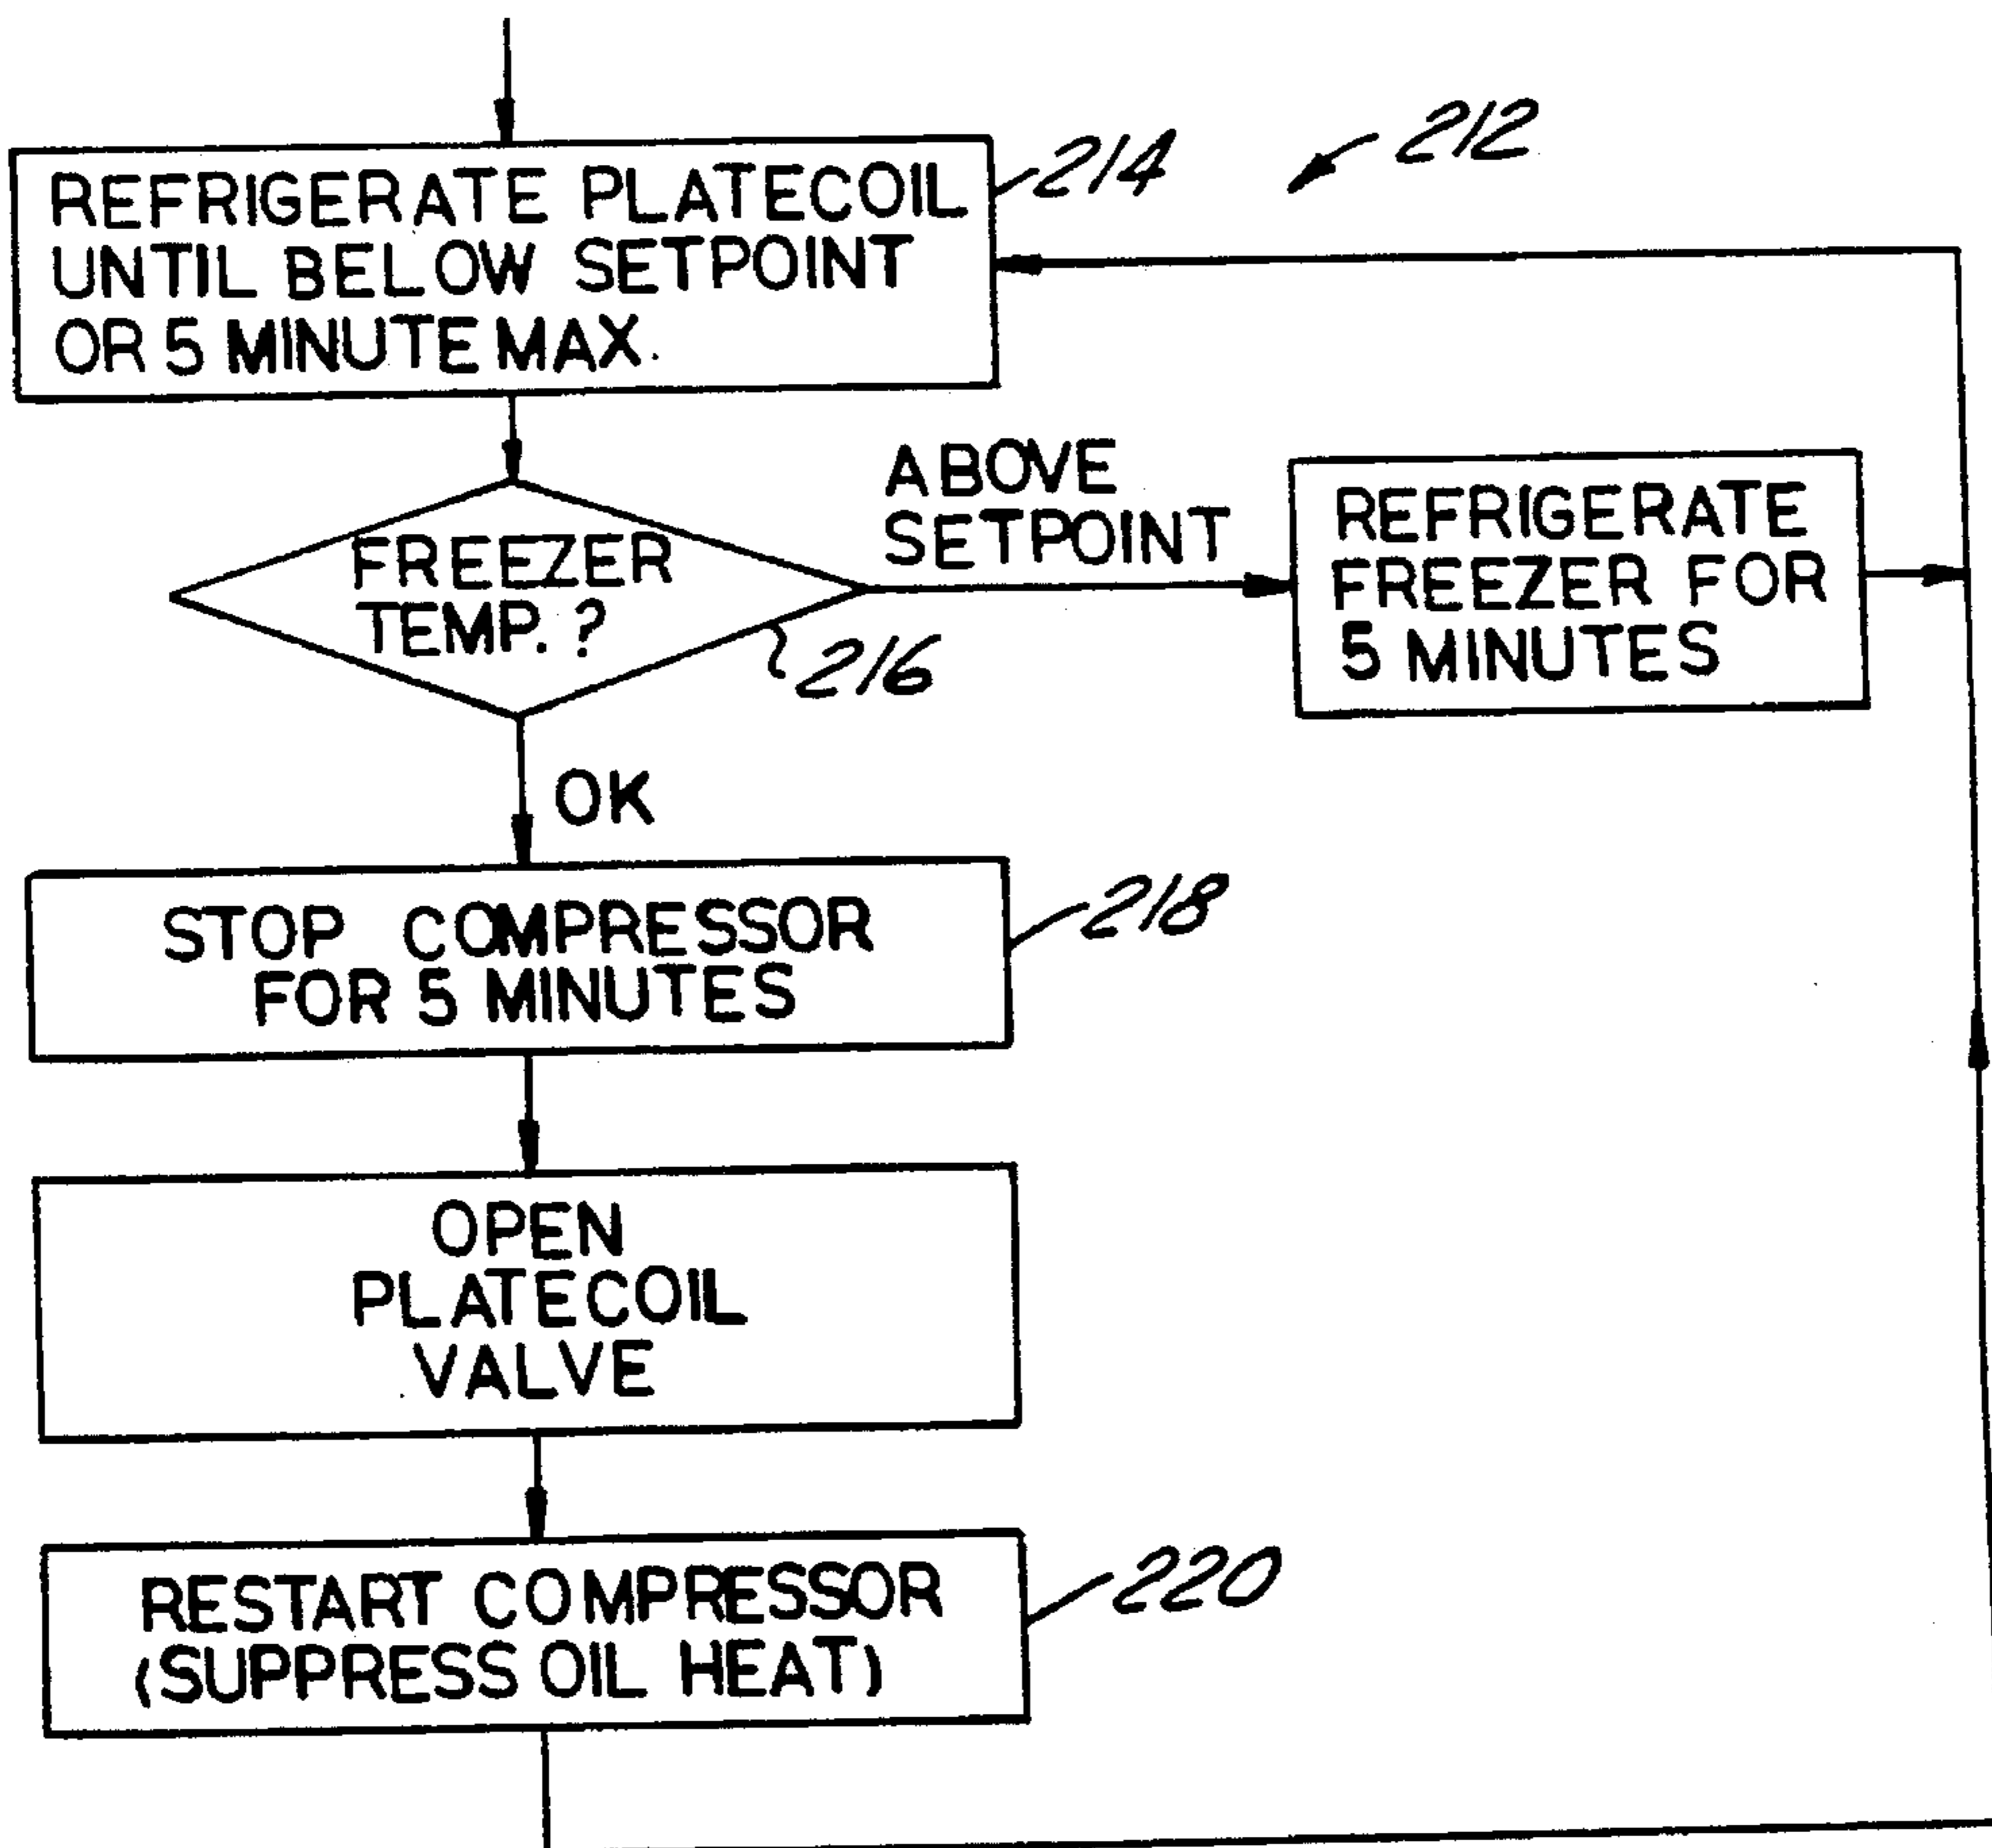 212
REFRIGERATE PLATECOIL
UNTIL BELOW SETPOINT
OR 5 MINUTE MAX.
214
FREEZER
TEMP.?
216
ABOVE
SETPOINT
REFRIGERATE
FREEZER FOR
5 MINUTES
OK
STOP COMPRESSOR
FOR 5 MINUTES
218
OPEN
PLATECOIL
VALVE
RESTART COMPRESSOR
(SUPPRESS OIL HEAT)
220